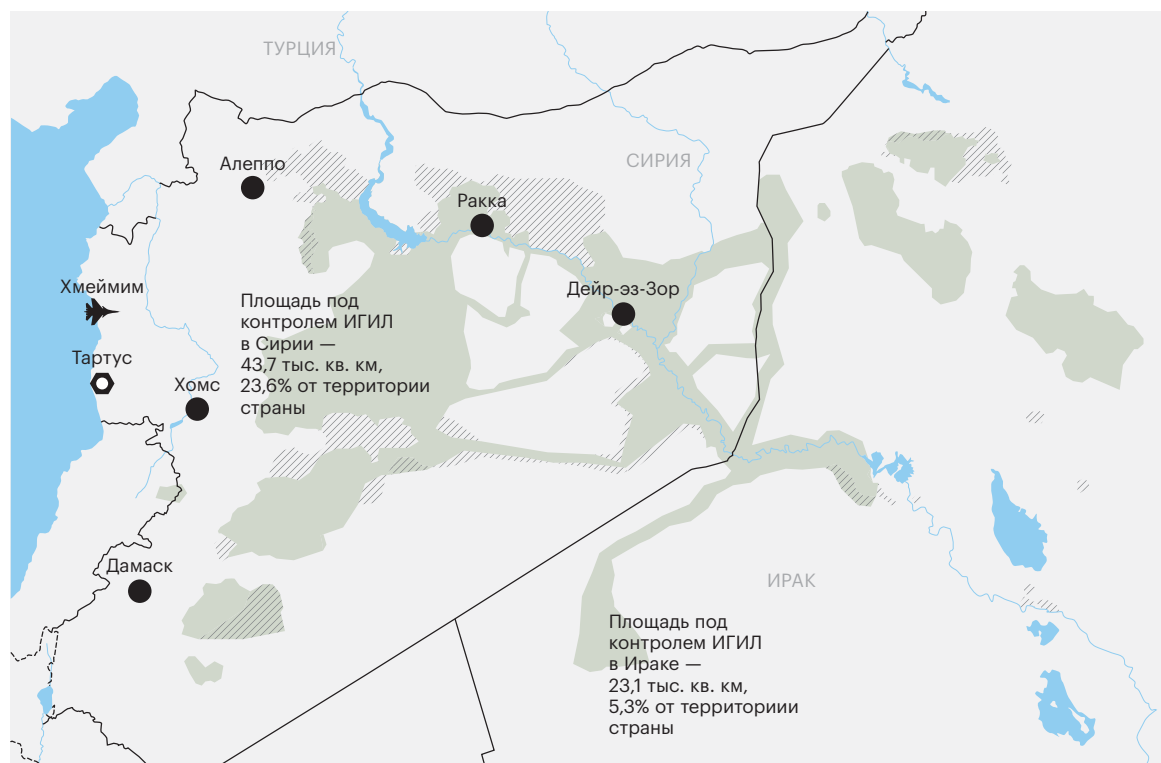 ТУРЦИЯ
Алеппо
СИРИЯ
Ракка
Хмеймим
Дейр-эз-Зор
Площадь под
контролем ИГИЛ
в Сирии —
43,7 тыс. кв. км,
23,6% от территории
страны
Тартус
Хомс
Дамаск
ИРАК
Площадь под
контролем ИГИЛ
в Ираке —
23,1 тыс. кв. км,
5,3% от территориии
страны